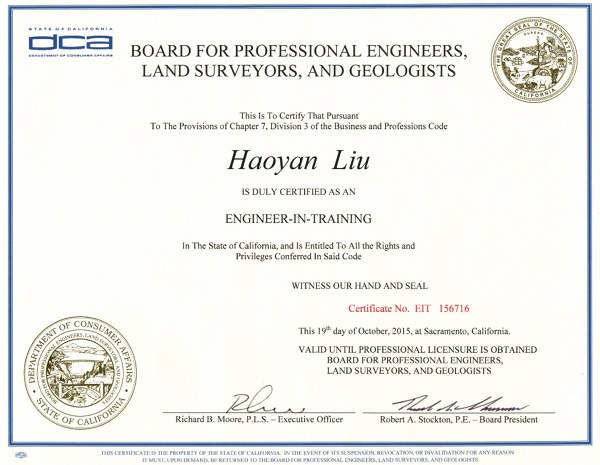 STATE OF CALIFORNIA
dca
DEPARTMENT OF CONSUMER AFFAIRS
BOARD FOR PROFESSIONAL ENGINEERS,
LAND SURVEYORS, AND GEOLOGISTS
THE GREAT SEAL OF THE STATE OF CALIFORNIA
EUREKA
This Is To Certify That Pursuant
To The Provisions of Chapter 7, Division 3 of the Business and Professions Code
Haoyan Liu
IS DULY CERTIFIED AS AN
ENGINEER-IN-TRAINING
In The State of California, and Is Entitled To All the Rights and
Privileges Conferred In Said Code
WITNESS OUR HAND AND SEAL
Certificate No. EIT 156716
This 19th day of October, 2015, at Sacramento, California.
VALID UNTIL PROFESSIONAL LICENSURE IS OBTAINED
BOARD FOR PROFESSIONAL ENGINEERS,
LAND SURVEYORS, AND GEOLOGISTS
DEPARTMENT OF CONSUMER AFFAIRS
STATE OF CALIFORNIA
Richard B. Moore, P.L.S. – Executive Officer
Robert A. Stockton, P.E. – Board President
THIS CERTIFICATE IS THE PROPERTY OF THE STATE OF CALIFORNIA. IN THE EVENT OF ITS SUSPENSION, REVOCATION, OR INVALIDATION FOR ANY REASON
IT MUST, UPON DEMAND, BE RETURNED TO THE BOARD FOR PROFESSIONAL ENGINEERS, LAND SURVEYORS, AND GEOLOGISTS.